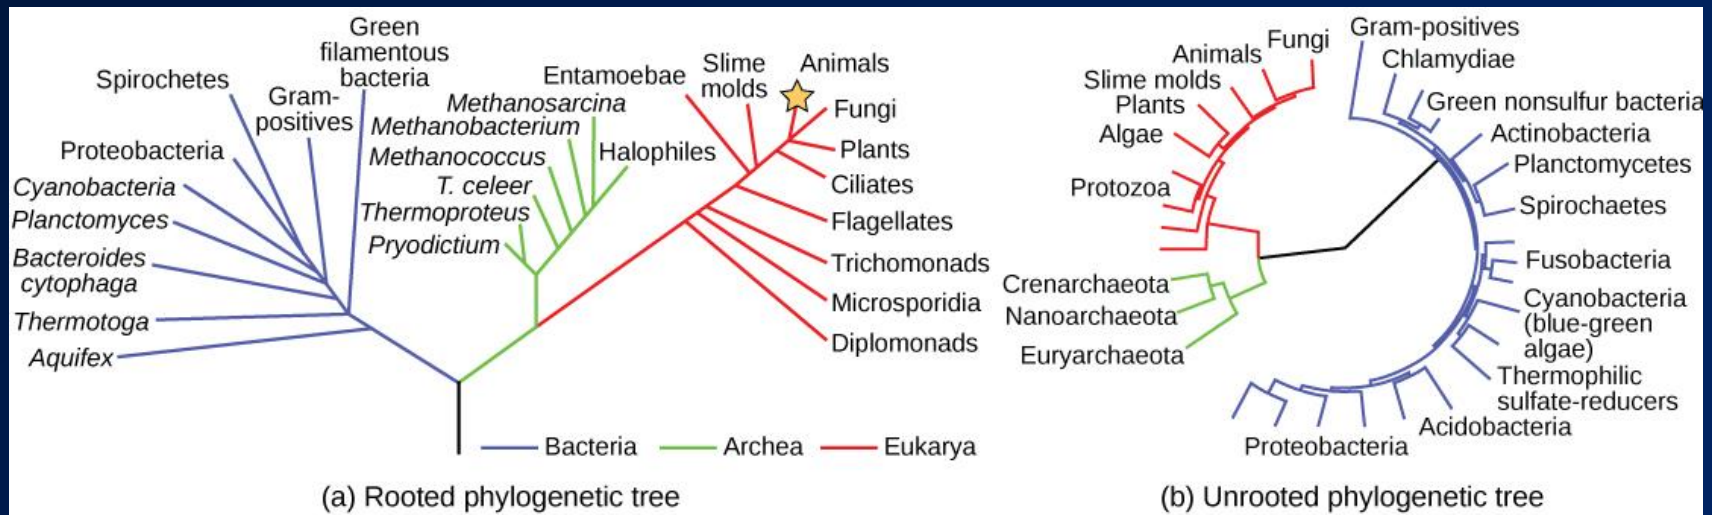 Green
filamentous
bacteria
Spirochetes
Gram-
positives
Proteobacteria
Cyanobacteria
Planctomyces
Bacteroides
cytophaga
Thermotoga
Aquifex
Methanosarcina
Methanobacterium
Methanococcus
T. celeer
Thermoproteus
Pryodictium
Halophiles
Entamoebae
Slime
molds
Animals
Fungi
Plants
Ciliates
Flagellates
Trichomonads
Microsporidia
Diplomonads
Bacteria
Archea
Eukarya
(a) Rooted phylogenetic tree
Fungi
Animals
Slime molds
Plants
Algae
Protozoa
Crenarchaeota
Nanoarchaeota
Euryarchaeota
Gram-positives
Chlamydiae
Green nonsulfur bacteria
Actinobacteria
Planctomycetes
Spirochaetes
Fusobacteria
Cyanobacteria
(blue-green
algae)
Thermophilic
sulfate-reducers
Acidobacteria
Proteobacteria
(b) Unrooted phylogenetic tree